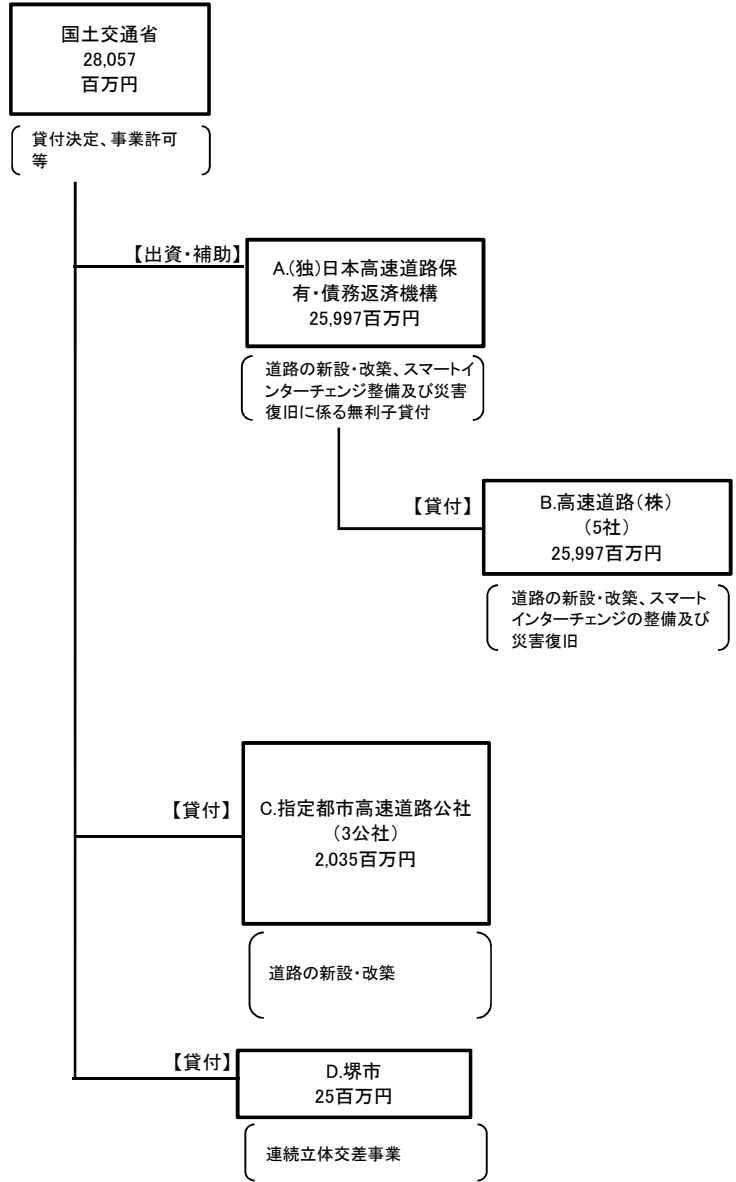 国土交通省
28,057
百万円
貸付決定、事業許可
等
【出資・補助】
A.(独)日本高速道路保
有・債務返済機構
25,997百万円
道路の新設・改築、スマートイ
ンターチェンジ整備及び災害
復旧に係る無利子貸付
【貸付】
B.高速道路(株)
(5社)
25,997百万円
道路の新設・改築、スマート
インターチェンジの整備及び
災害復旧
【貸付】
C.指定都市高速道路公社
(3公社)
2,035百万円
道路の新設・改築
【貸付】
D.堺市
25百万円
連続立体交差事業